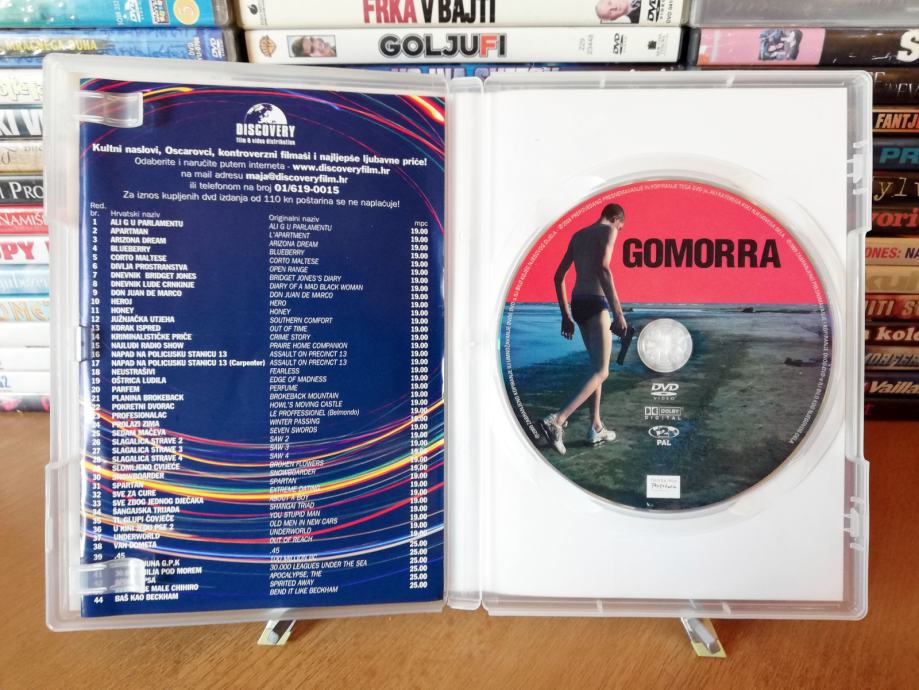 FRKA V BAJTI
MRAČNEGA DUHA
GOLJUFI
DISCOVERY
film & video distribution
Kultni naslovi, Oscarovci, kontroverzni filmaši i najljepše ljubavne priče!
Odaberite i naručite putem interneta - www.discoveryfilm.hr
na mail adresu maja@discoveryfilm.hr
ili telefonom na broj 01/619-0015
Za iznos kupljenih dvd izdanja od 110 kn poštarina se ne naplaćuje!
Red.
br. Hrvatski naziv Originalni naziv mpc
1 ALI G U PARLAMENTU ALI G U PARLAMENTU 19.00
2 APARTMAN L'APARTMENT 19.00
3 ARIZONA DREAM ARIZONA DREAM 19.00
4 BLUEBERRY BLUEBERRY 19.00
5 CORTO MALTESE CORTO MALTESE 19.00
6 DIVLJA PROSTRANSTVA OPEN RANGE 19.00
7 DNEVNIK BRIDGET JONES BRIDGET JONES'S DIARY 19.00
8 DNEVNIK LUDE CRNKINJE DIARY OF A MAD BLACK WOMAN 19.00
9 DON JUAN DE MARCO DON JUAN DE MARCO 19.00
10 HEROJ HERO 19.00
11 HONEY HONEY 19.00
12 JUŽNJAČKA UTJEHA SOUTHERN COMFORT 19.00
13 KORAK ISPRED OUT OF TIME 19.00
14 KRIMINALISTIČKE PRIČE CRIME STORY 19.00
15 NAJLUĐI RADIO SHOW PRAIRE HOME COMPANION 19.00
16 NAPAD NA POLICIJSKU STANICU 13 ASSAULT ON PRECINCT 13 19.00
17 NAPAD NA POLICIJSKU STANICU 13 (Carpenter) ASSAULT ON PRECINCT 13 19.00
18 NEUSTRAŠIVI FEARLESS 19.00
19 OŠTRICA LUDILA EDGE OF MADNESS 19.00
20 PARFEM PERFUME 19.00
21 PLANINA BROKEBACK BROKEBACK MOUNTAIN 19.00
22 POKRETNI DVORAC HOWL'S MOVING CASTLE 19.00
23 PROFESIONALAC LE PROFFESSIONEL (Belmondo) 19.00
24 PROLAZI ZIMA WINTER PASSING 19.00
25 SEDAM MAČEVA SEVEN SWORDS 19.00
26 SLAGALICA STRAVE 2 SAW 2 19.00
27 SLAGALICA STRAVE 3 SAW 3 19.00
28 SLAGALICA STRAVE 4 SAW 4 19.00
29 SLOMLJENO CVIJEĆE BROKEN FLOWERS 19.00
30 SNOWBOARDER SNOWBOARDER 19.00
31 SPARTAN SPARTAN 19.00
32 SVE ZA CURE EXTREME DATING 19.00
33 SVE ZBOG JEDNOG DJEČAKA ABOUT A BOY 19.00
34 ŠANGAJSKA TRIJADA SHANGAI TRIAD 19.00
35 TI, GLUPI ČOVJEČE YOU STUPID MAN 19.00
36 U KINI JEDU PSE 2 OLD MEN IN NEW CARS 19.00
37 UNDERWORLD UNDERWORLD 19.00
38 VAN DOMETA OUT OF REACH 25.00
39 .45 .45 25.00
G.P.K 25.00
POD MOREM 30.000 LEAGUES UNDER THE SEA 25.00
APOCALYPSE, THE 25.00
MALE CHIHIRO SPIRITED AWAY 25.00
44 BAŠ KAO BECKHAM BEND IT LIKE BECKHAM 25.00
GOMORRA
DVD
VIDEO
DOLBY
DIGITAL
PAL